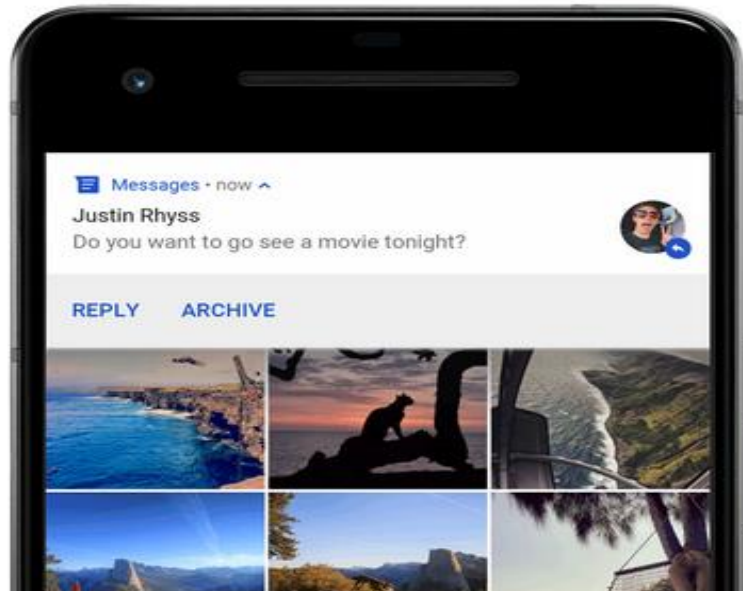 Messages • now
Justin Rhyss
Do you want to go see a movie tonight?
REPLY ARCHIVE